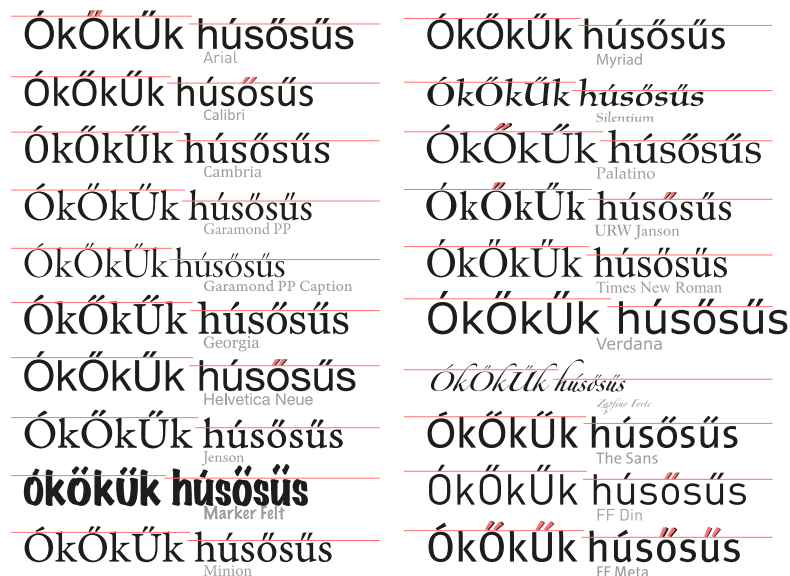 ÓkŐkŰk húsősűs
Arial
ÓkŐkŰk húsősűs
Calibri
ÓkŐkŰk húsősűs
Cambria
ÓkŐkŰk húsősűs
Garamond PP
ÓkŐkŰk húsősűs
Garamond PP Caption
ÓkŐkŰk húsősűs
Georgia
ÓkŐkŰk húsősűs
Helvetica Neue
ÓkŐkŰk húsősűs
Jenson
ÓkŐkŰk húsősűs
Marker Felt
ÓkŐkŰk húsősűs
Minion
ÓkŐkŰk húsősűs
Myriad
ÓkŐkŰk húsősűs
Silentium
ÓkŐkŰk húsősűs
Palatino
ÓkŐkŰk húsősűs
URW Janson
ÓkŐkŰk húsősűs
Times New Roman
ÓkŐkŰk húsősűs
Verdana
ÓkŐkŰk húsősűs
Zapfino Forte
ÓkŐkŰk húsősűs
The Sans
ÓkŐkŰk húsősűs
FF Din
ÓkŐkŰk húsősűs
FF Meta